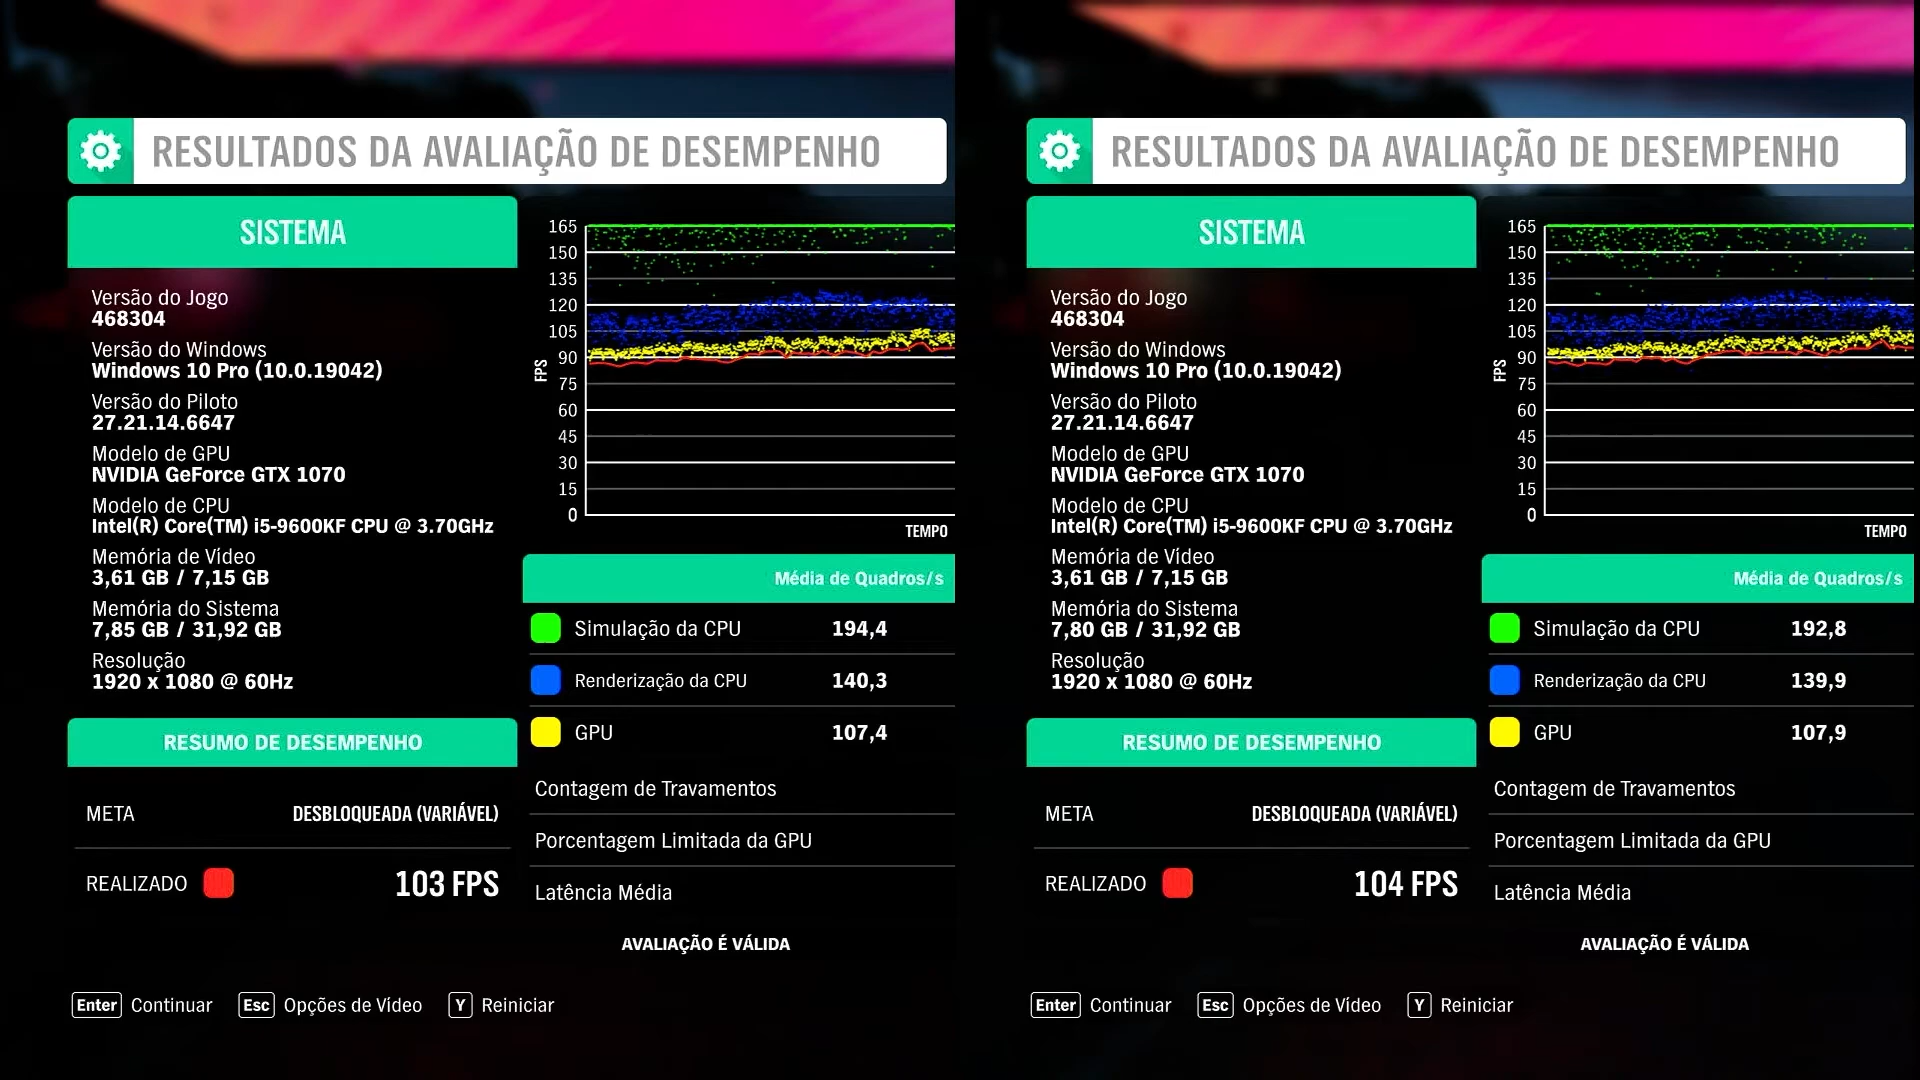 RESULTADOS DA AVALIAÇÃO DE DESEMPENHO
SISTEMA
Versão do Jogo
468304
Versão do Windows
Windows 10 Pro (10.0.19042)
Versão do Piloto
27.21.14.6647
Modelo de GPU
NVIDIA GeForce GTX 1070
Modelo de CPU
Intel(R) Core(TM) i5-9600KF CPU @ 3.70GHz
Memória de Vídeo
3,61 GB / 7,15 GB
Memória do Sistema
7,85 GB / 31,92 GB
Resolução
1920 x 1080 @ 60Hz
RESUMO DE DESEMPENHO
META DESBLOQUEADA (VARIÁVEL)
REALIZADO 103 FPS
165
150
135
120
105
90
75
60
45
30
15
0
FPS
TEMPO
Média de Quadros/s
Simulação da CPU 194,4
Renderização da CPU 140,3
GPU 107,4
Contagem de Travamentos
Porcentagem Limitada da GPU
Latência Média
AVALIAÇÃO É VÁLIDA
Enter Continuar Esc Opções de Vídeo Y Reiniciar
RESULTADOS DA AVALIAÇÃO DE DESEMPENHO
SISTEMA
Versão do Jogo
468304
Versão do Windows
Windows 10 Pro (10.0.19042)
Versão do Piloto
27.21.14.6647
Modelo de GPU
NVIDIA GeForce GTX 1070
Modelo de CPU
Intel(R) Core(TM) i5-9600KF CPU @ 3.70GHz
Memória de Vídeo
3,61 GB / 7,15 GB
Memória do Sistema
7,80 GB / 31,92 GB
Resolução
1920 x 1080 @ 60Hz
RESUMO DE DESEMPENHO
META DESBLOQUEADA (VARIÁVEL)
REALIZADO 104 FPS
165
150
135
120
105
90
75
60
45
30
15
0
FPS
TEMPO
Média de Quadros/s
Simulação da CPU 192,8
Renderização da CPU 139,9
GPU 107,9
Contagem de Travamentos
Porcentagem Limitada da GPU
Latência Média
AVALIAÇÃO É VÁLIDA
Enter Continuar Esc Opções de Vídeo Y Reiniciar